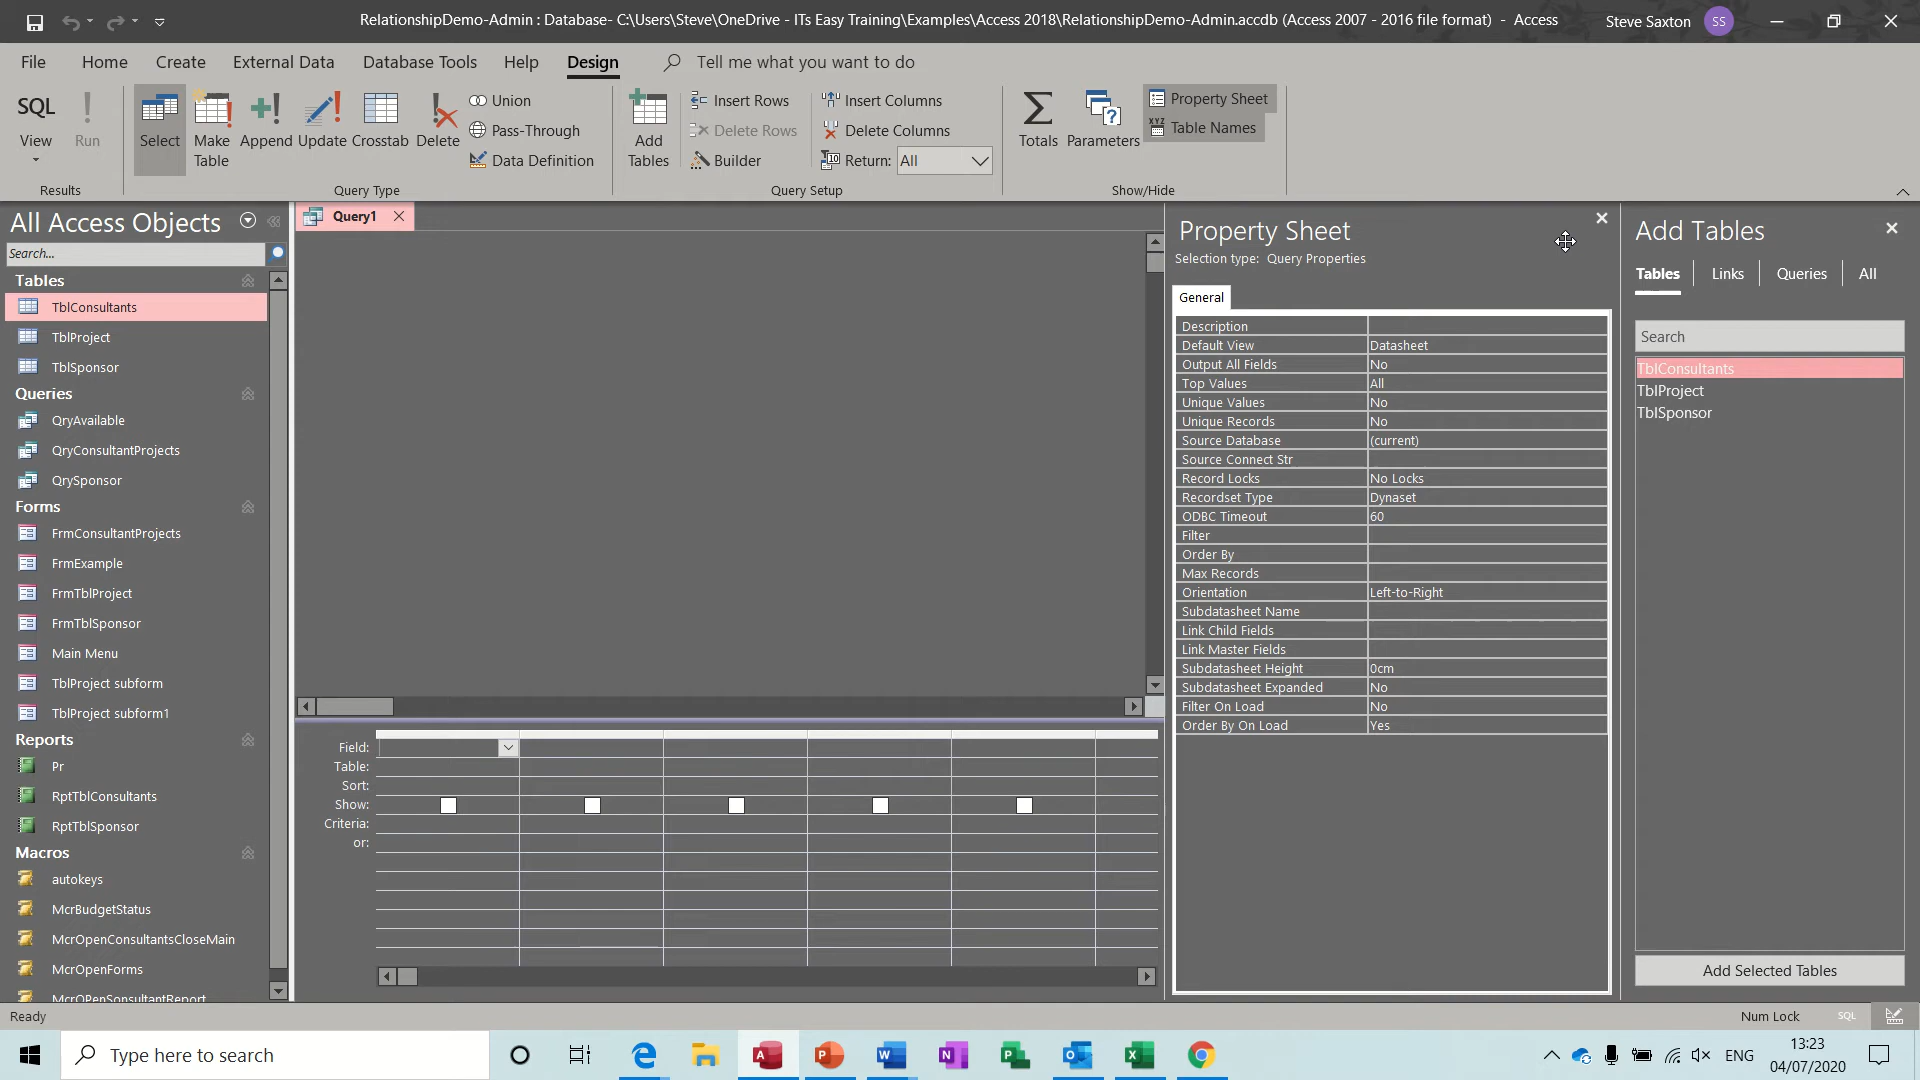 RelationshipDemo-Admin : Database- C:\Users\Steve\OneDrive - ITs Easy Training\Examples\Access 2018\RelationshipDemo-Admin.accdb (Access 2007 - 2016 file format) - Access
Steve Saxton
SS
File
Home
Create
External Data
Database Tools
Help
Design
Tell me what you want to do
SQL
View
Run
Results
Select
Make Table
Append
Update
Crosstab
Delete
Union
Pass-Through
Data Definition
Query Type
Add Tables
Insert Rows
Delete Rows
Builder
Insert Columns
Delete Columns
Return: All
Query Setup
Totals
Parameters
Property Sheet
Table Names
Show/Hide
All Access Objects
Search...
Tables
TblConsultants
TblProject
TblSponsor
Queries
QryAvailable
QryConsultantProjects
QrySponsor
Forms
FrmConsultantProjects
FrmExample
FrmTblProject
FrmTblSponsor
Main Menu
TblProject subform
TblProject subform1
Reports
Pr
RptTblConsultants
RptTblSponsor
Macros
autokeys
McrBudgetStatus
McrOpenConsultantsCloseMain
McrOpenForms
McrOPenSonsultantReport
Query1
Field:
Table:
Sort:
Show:
Criteria:
or:
Property Sheet
Selection type: Query Properties
General
Description
Default View Datasheet
Output All Fields No
Top Values All
Unique Values No
Unique Records No
Source Database (current)
Source Connect Str
Record Locks No Locks
Recordset Type Dynaset
ODBC Timeout 60
Filter
Order By
Max Records
Orientation Left-to-Right
Subdatasheet Name
Link Child Fields
Link Master Fields
Subdatasheet Height 0cm
Subdatasheet Expanded No
Filter On Load No
Order By On Load Yes
Add Tables
Tables
Links
Queries
All
Search
TblConsultants
TblProject
TblSponsor
Add Selected Tables
Ready
Num Lock
SQL
Type here to search
ENG
13:23
04/07/2020